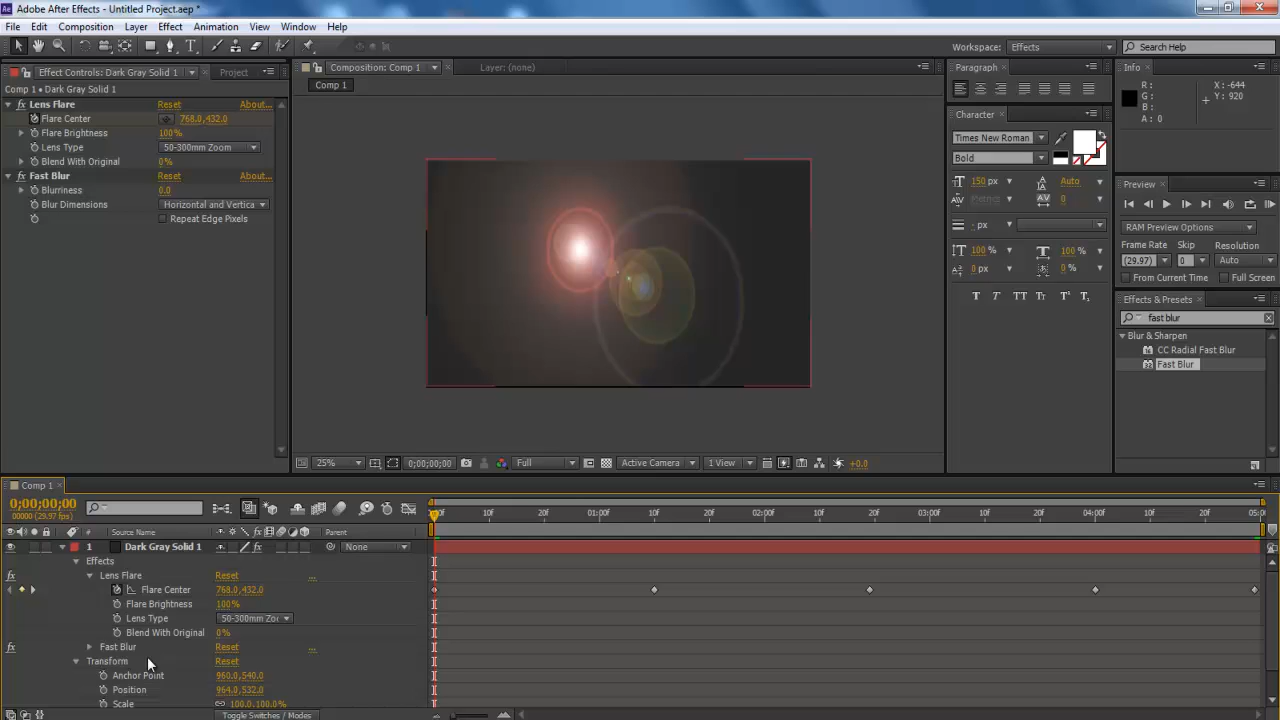 Adobe After Effects - Untitled Project.aep *
File Edit Composition Layer Effect Animation View Window Help
Workspace: Effects Search Help
Effect Controls: Dark Gray Solid 1 Project
Comp 1 • Dark Gray Solid 1
Lens Flare Reset About...
Flare Center 768.0,432.0
Flare Brightness 100%
Lens Type 50-300mm Zoom
Blend With Original 0%
Fast Blur Reset About...
Blurriness 0.0
Blur Dimensions Horizontal and Vertica
Repeat Edge Pixels
Composition: Comp 1 Layer: (none)
Comp 1
25% 0;00;00;00 Full Active Camera 1 View +0.0
Paragraph
Character
Times New Roman
Bold
150 px Auto
Metrics 0
- px
100 % 100 %
0 px 0 %
T T TT Tt T¹ T₁
Info
R: X: -644
G: Y: 920
B:
A: 0
Preview
RAM Preview Options
Frame Rate Skip Resolution
(29.97) 0 Auto
From Current Time Full Screen
Effects & Presets
fast blur
Blur & Sharpen
CC Radial Fast Blur
Fast Blur
Comp 1
0;00;00;00
00000 (29.97 fps)
:00f 10f 20f 01:00f 10f 20f 02:00f 10f 20f 03:00f 10f 20f 04:00f 10f 20f 05:00f
# Source Name Parent
1 Dark Gray Solid 1 None
Effects
Lens Flare Reset ...
Flare Center 768.0,432.0
Flare Brightness 100%
Lens Type 50-300mm Zoo
Blend With Original 0%
Fast Blur Reset ...
Transform Reset
Anchor Point 960.0,540.0
Position 964.0,532.0
Scale 100.0,100.0%
Toggle Switches / Modes